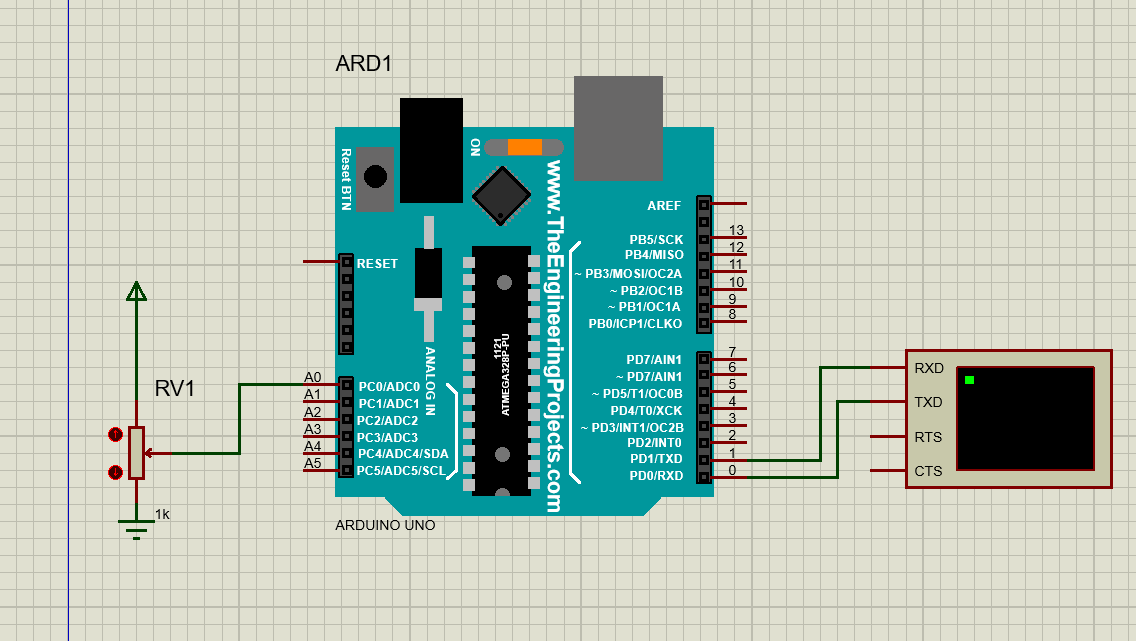 ARD1
ON
Reset BTN
www.TheEngineeringProjects.com
RESET
ANALOG IN
1121
ATMEGA328P-PU
AREF
PB5/SCK
13
PB4/MISO
12
~ PB3/MOSI/OC2A
11
~ PB2/OC1B
10
~ PB1/OC1A
9
PB0/ICP1/CLKO
8
PD7/AIN1
7
~ PD7/AIN1
6
~ PD5/T1/OC0B
5
PD4/T0/XCK
4
~ PD3/INT1/OC2B
3
PD2/INT0
2
PD1/TXD
1
PD0/RXD
0
A0
PC0/ADC0
A1
PC1/ADC1
A2
PC2/ADC2
A3
PC3/ADC3
A4
PC4/ADC4/SDA
A5
PC5/ADC5/SCL
RV1
1k
ARDUINO UNO
RXD
TXD
RTS
CTS